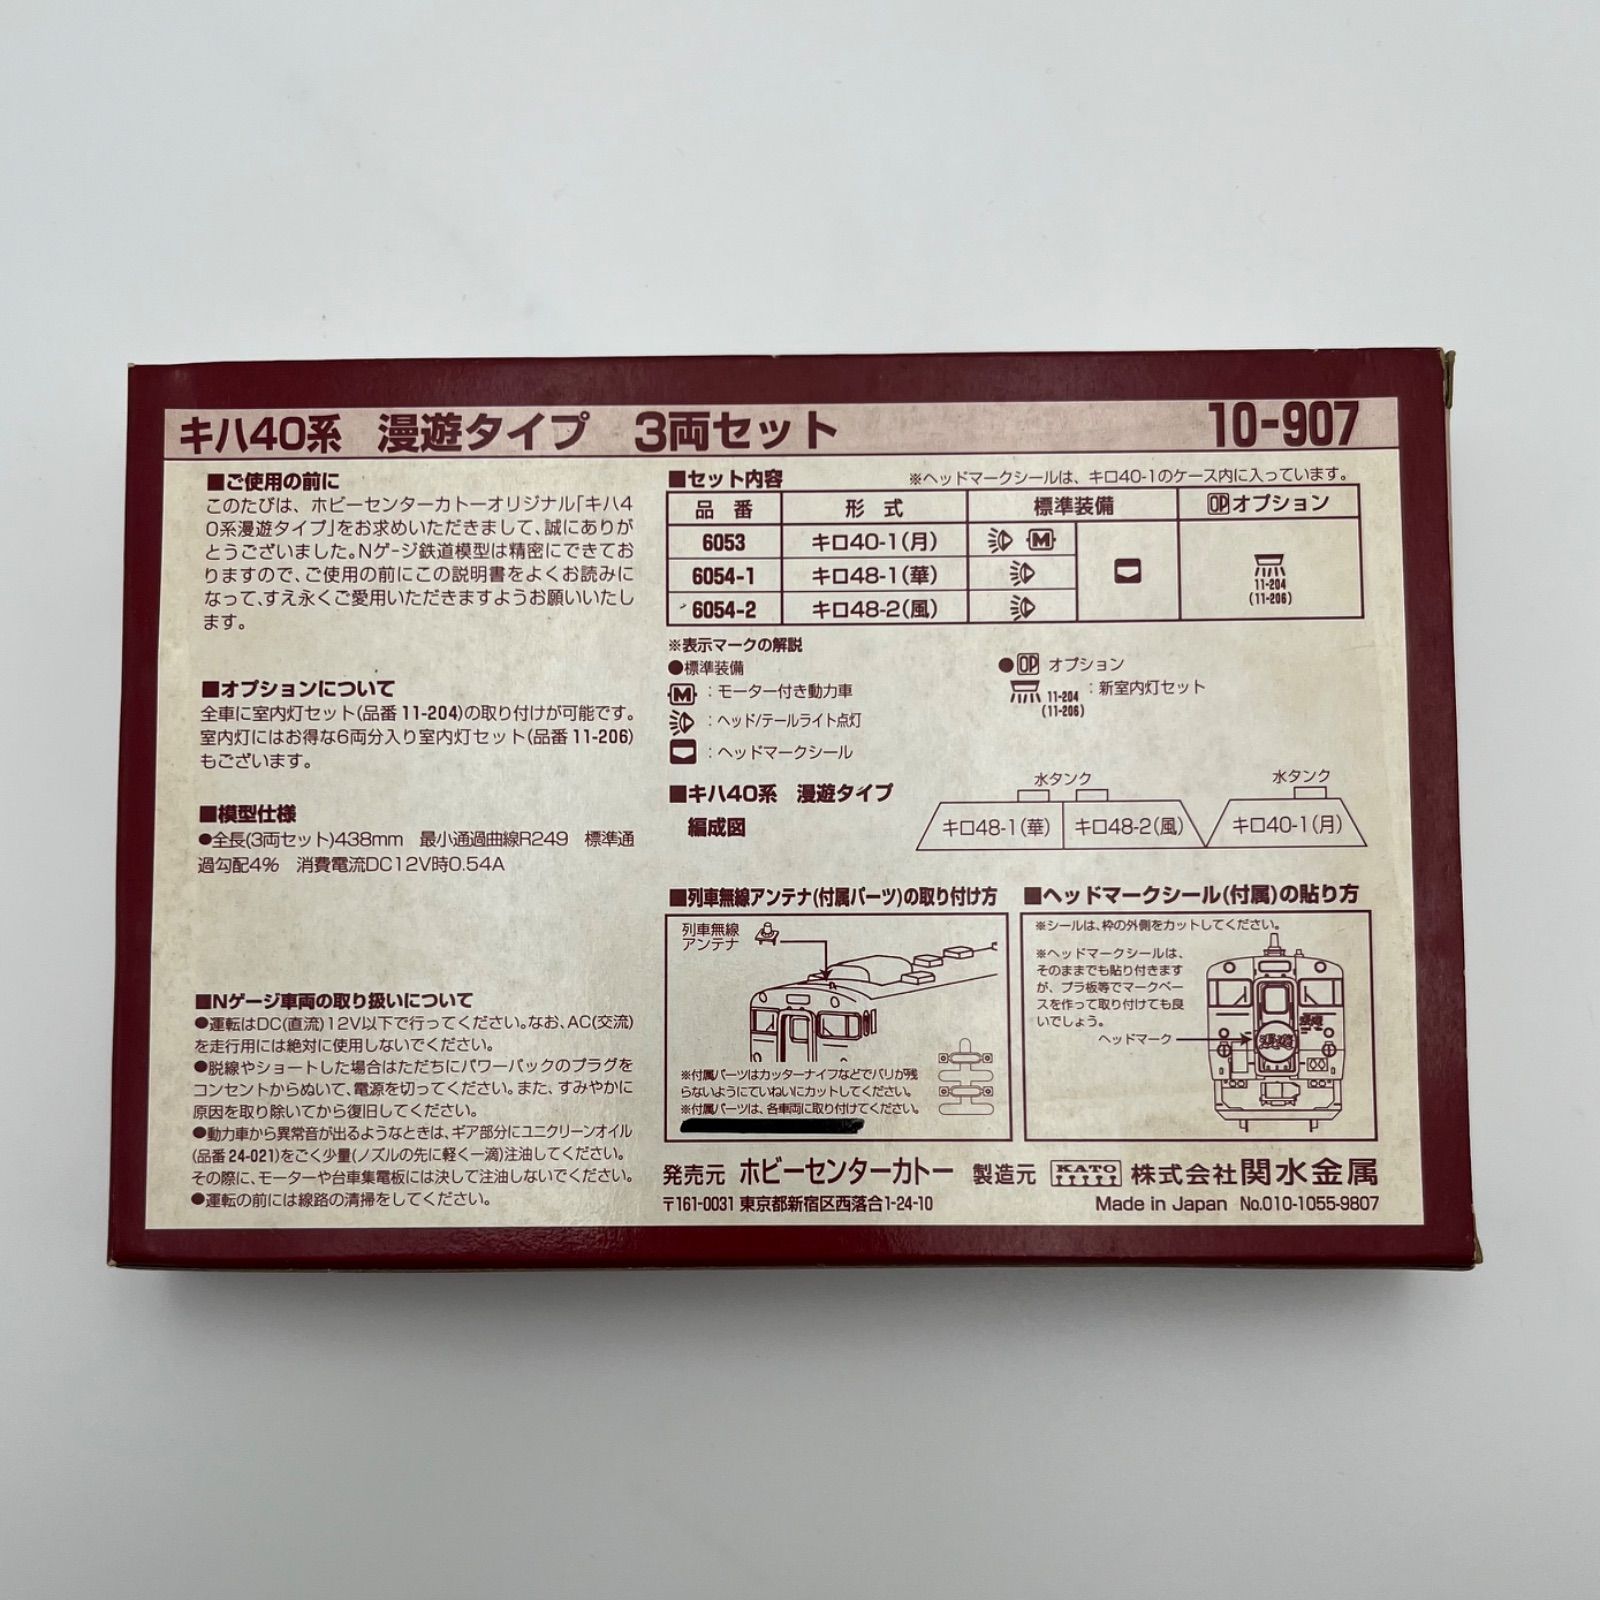 キハ40系 漫遊タイプ 3両セット 10-907
■ご使用の前に
このたびは、ホビーセンターカトーオリジナル「キハ4
0系漫遊タイプ」をお求めいただきまして、誠にありが
とうございました。Nゲージ鉄道模型は精密にできてお
りますので、ご使用の前にこの説明書をよくお読みに
なって、すえ永くご愛用いただきますようお願いいたし
ます。
■オプションについて
全車に室内灯セット(品番11-204)の取り付けが可能です。
室内灯にはお得な6両分入り室内灯セット(品番11-206)
もございます。
■模型仕様
●全長(3両セット)438mm 最小通過曲線R249 標準通
過勾配4% 消費電流DC12V時0.54A
■Nゲージ車両の取り扱いについて
●運転はDC(直流)12V以下で行ってください。なお、AC(交流)
を走行用には絶対に使用しないでください。
●脱線やショートした場合はただちにパワーパックのプラグを
コンセントからぬいて、電源を切ってください。また、すみやかに
原因を取り除いてから復旧してください。
●動力車から異常音が出るようなときは、ギア部分にユニクリーンオイル
(品番24-021)をごく少量(ノズルの先に軽く一滴)注油してください。
その際に、モーターや台車集電板には決して注油しないでください。
●運転の前には線路の清掃をしてください。
■セット内容 ※ヘッドマークシールは、キロ40-1のケース内に入っています。
品番 形式 標準装備 OPオプション
6053 キロ40-1(月) M
6054-1 キロ48-1(華)
6054-2 キロ48-2(風)
11-204
(11-206)
※表示マークの解説
●標準装備
M :モーター付き動力車
:ヘッド/テールライト点灯
:ヘッドマークシール
●OP オプション
11-204 :新室内灯セット
(11-206)
■キハ40系 漫遊タイプ
編成図
水タンク 水タンク
キロ48-1(華) キロ48-2(風) キロ40-1(月)
■列車無線アンテナ(付属パーツ)の取り付け方
列車無線
アンテナ
※付属パーツはカッターナイフなどでバリが残
らないようにていねいにカットしてください。
※付属パーツは、各車両に取り付けてください。
■ヘッドマークシール(付属)の貼り方
※シールは、枠の外側をカットしてください。
※ヘッドマークシールは、
そのままでも貼り付きます
が、プラ板等でマークベー
スを作って取り付けても良
いでしょう。
ヘッドマーク
漫遊
発売元 ホビーセンターカトー 製造元 KATO 株式会社 関水金属
〒161-0031 東京都新宿区西落合1-24-10 Made in Japan No.010-1055-9807